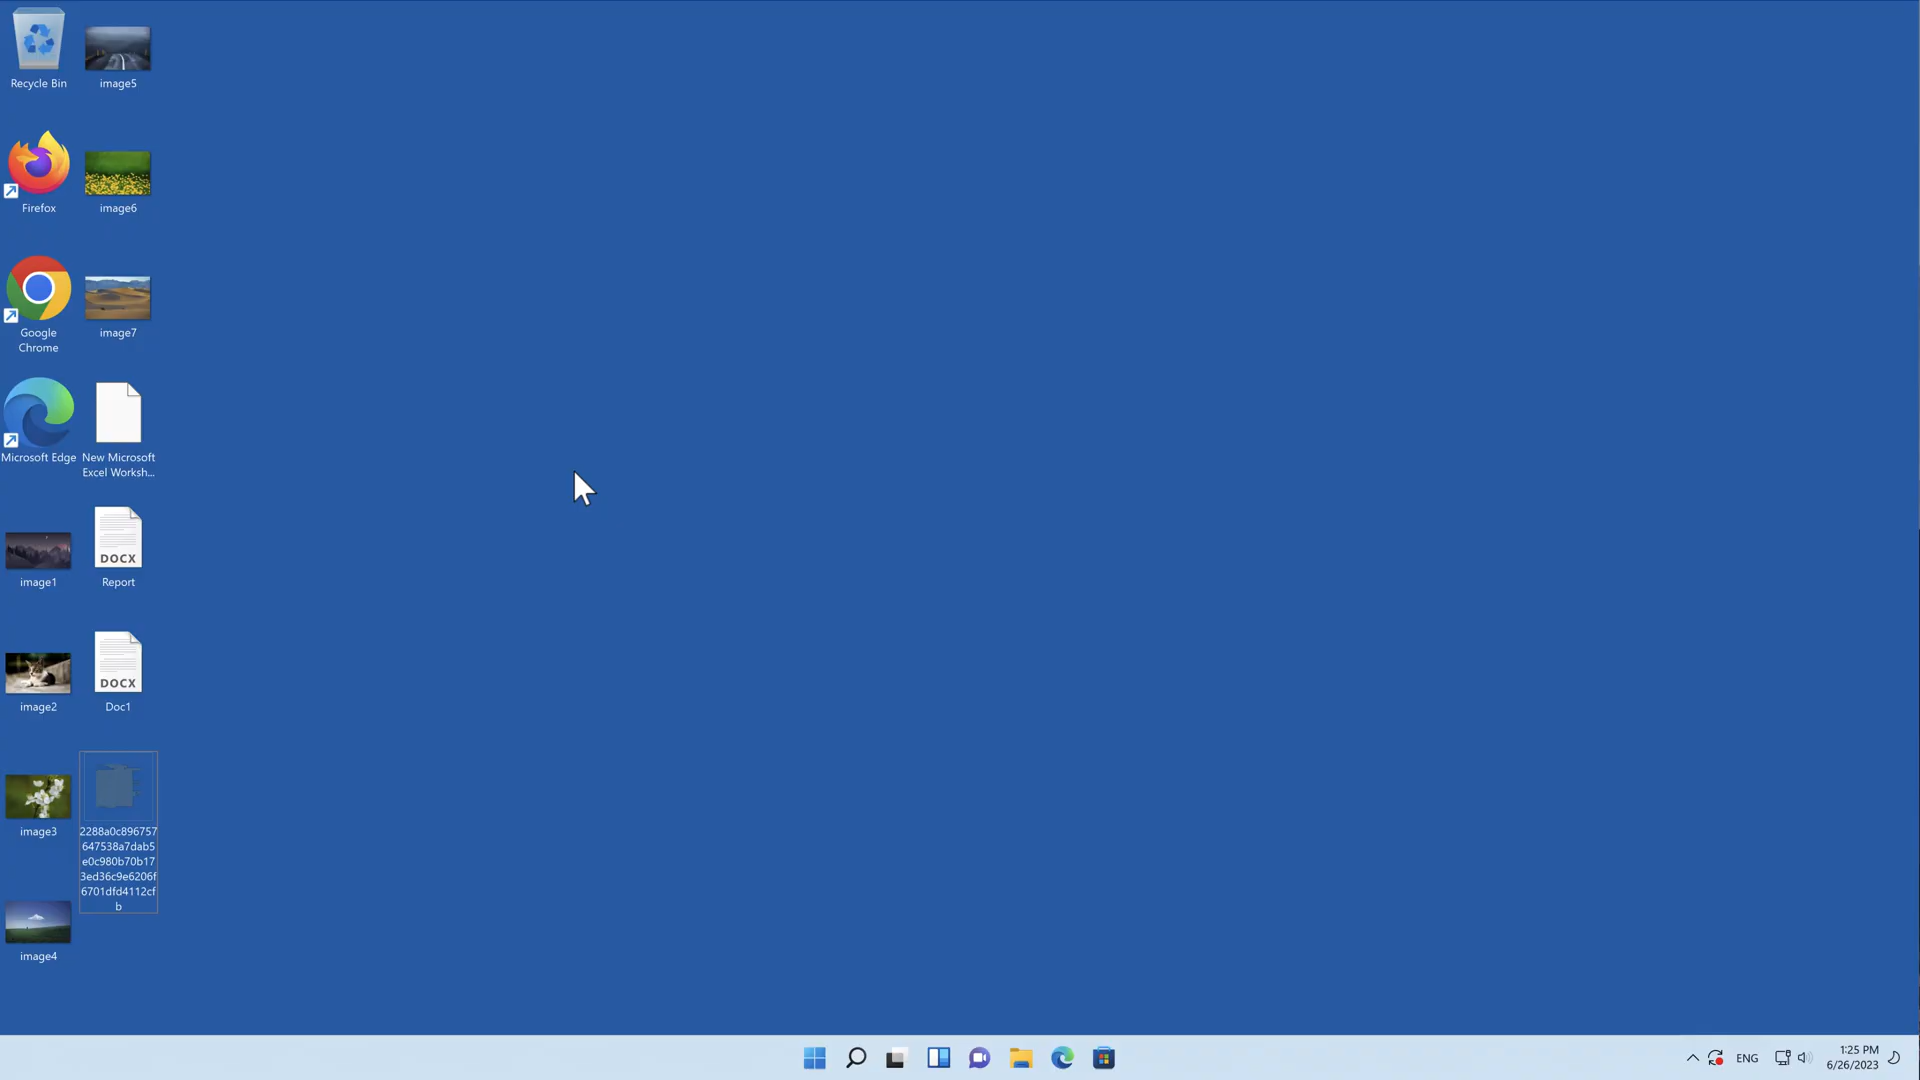 Recycle Bin
image5
Firefox
image6
Google
Chrome
image7
Microsoft Edge
New Microsoft
Excel Worksh...
image1
DOCX
Report
image2
DOCX
Doc1
image3
2288a0c896757
647538a7dab5
e0c980b70b17
3ed36c9e6206f
6701dfd4112cf
b
image4
ENG
1:25 PM
6/26/2023